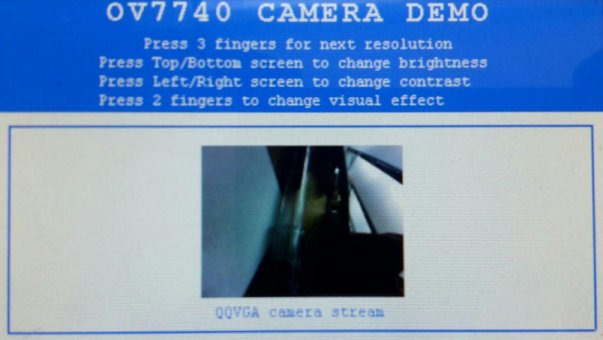 OV7740 CAMERA DEMO
Press 3 fingers for next resolution
Press Top/Bottom screen to change brightness
Press Left/Right screen to change contrast
Press 2 fingers to change visual effect
QQVGA camera stream